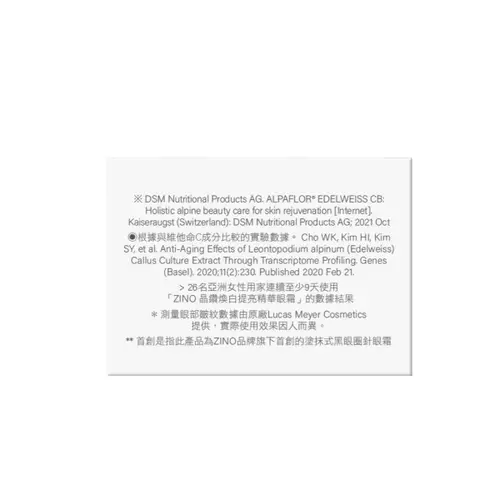 ※ DSM Nutritional Products AG. ALPAFLOR® EDELWEISS CB:
Holistic alpine beauty care for skin rejuvenation [Internet].
Kaiseraugst (Switzerland): DSM Nutritional Products AG; 2021 Oct
◉根據與維他命C成分比較的實驗數據。 Cho WK, Kim HI, Kim
SY, et al. Anti-Aging Effects of Leontopodium alpinum (Edelweiss)
Callus Culture Extract Through Transcriptome Profiling. Genes
(Basel). 2020;11(2):230. Published 2020 Feb 21.
> 26名亞洲女性用家連續至少9天使用
「ZINO 晶鑽煥白提亮精華眼霜」的數據結果
* 測量眼部皺紋數據由原廠Lucas Meyer Cosmetics
提供，實際使用效果因人而異。
** 首創是指此產品為ZINO品牌旗下首創的塗抹式黑眼圈針眼霜